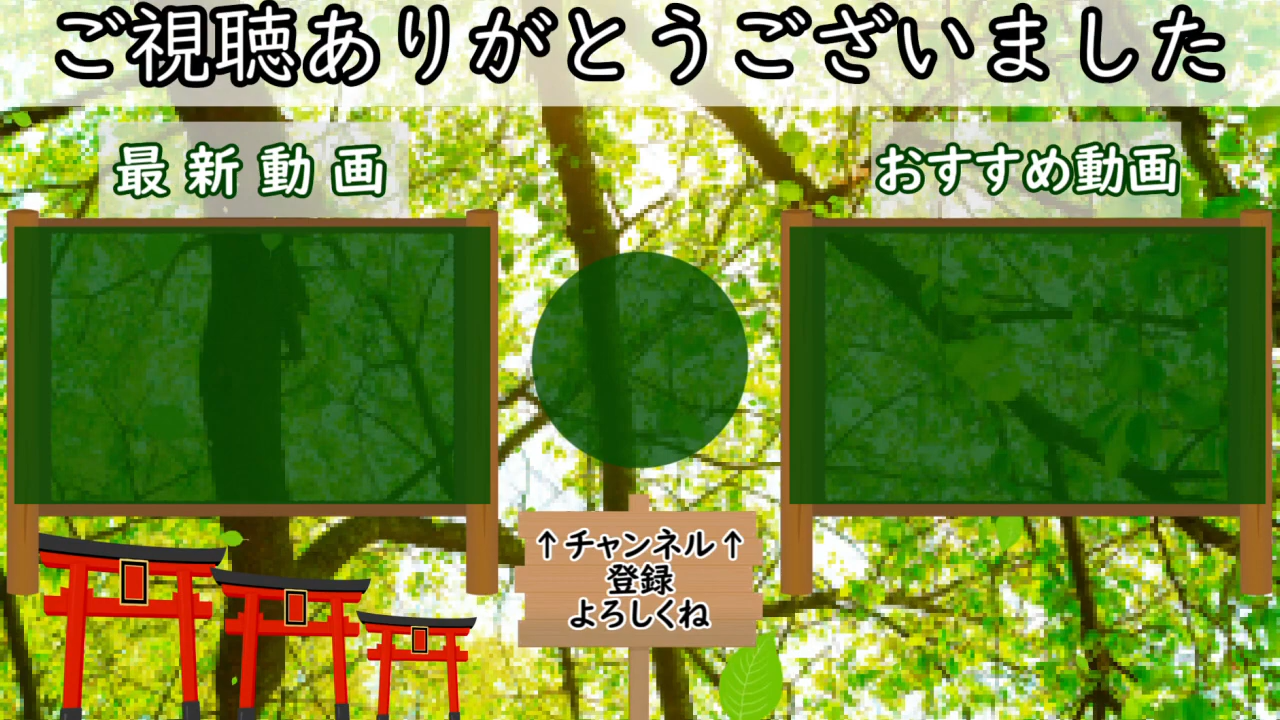 ご視聴ありがとうございました
最新動画
おすすめ動画
↑チャンネル↑
登録
よろしくね